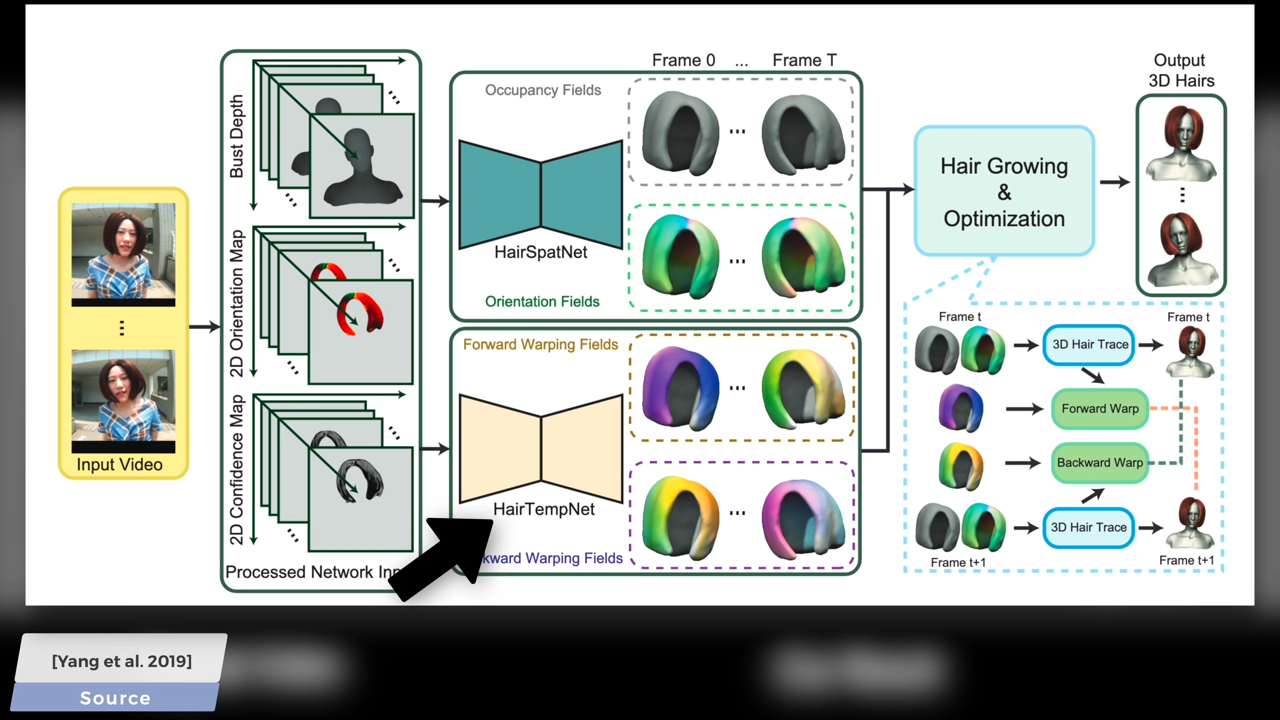 Input Video
Bust Depth
2D Orientation Map
2D Confidence Map
Processed Network
Occupancy Fields
HairSpatNet
Orientation Fields
Frame 0 ... Frame T
Forward Warping Fields
HairTempNet
Warping Fields
Hair Growing
&
Optimization
Output
3D Hairs
Frame t
3D Hair Trace
Frame t
Forward Warp
Backward Warp
3D Hair Trace
Frame t+1
Frame t+1
[Yang et al. 2019]
Source